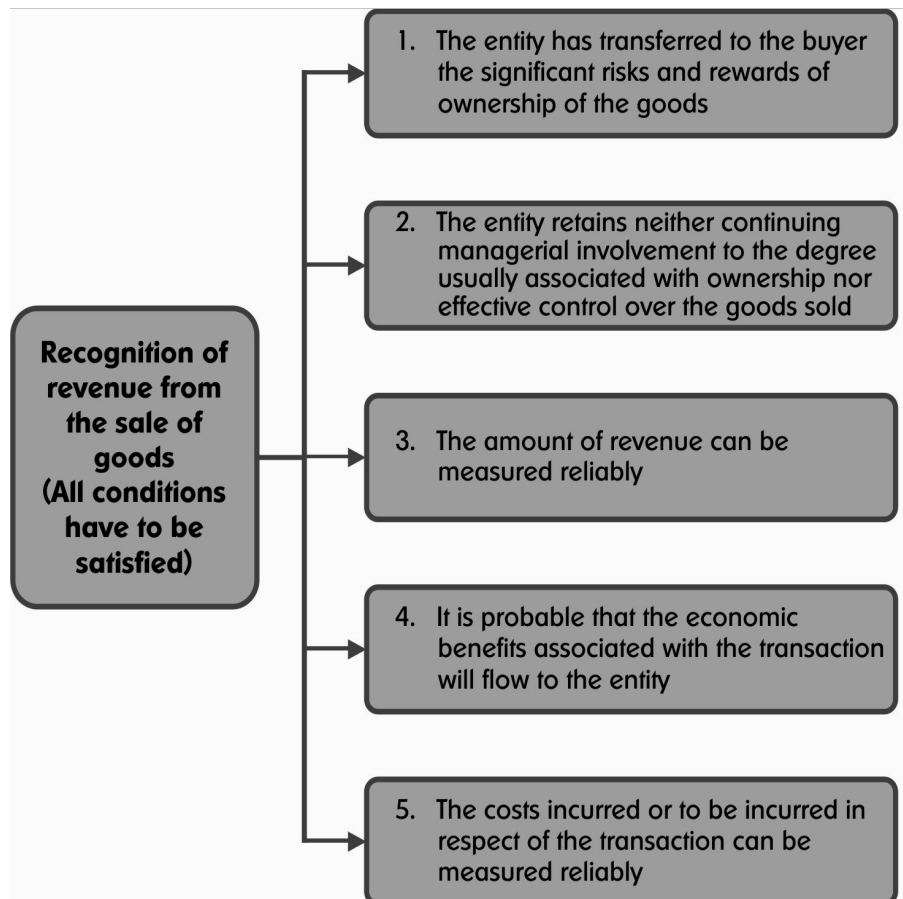 Recognition of
revenue from
the sale of
goods
(All conditions
have to be
satisfied)
1. The entity has transferred to the buyer
the significant risks and rewards of
ownership of the goods
2. The entity retains neither continuing
managerial involvement to the degree
usually associated with ownership nor
effective control over the goods sold
3. The amount of revenue can be
measured reliably
4. It is probable that the economic
benefits associated with the transaction
will flow to the entity
5. The costs incurred or to be incurred in
respect of the transaction can be
measured reliably